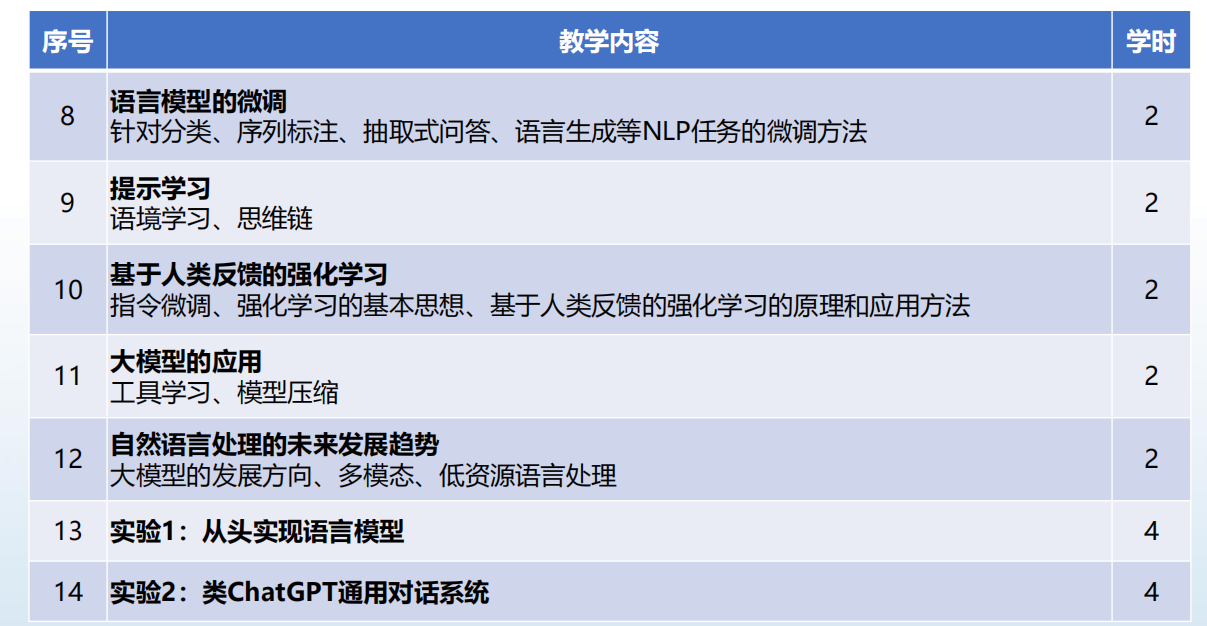 序号 教学内容 学时
8 语言模型的微调 2
针对分类、序列标注、抽取式问答、语言生成等NLP任务的微调方法
9 提示学习 2
语境学习、思维链
10 基于人类反馈的强化学习 2
指令微调、强化学习的基本思想、基于人类反馈的强化学习的原理和应用方法
11 大模型的应用 2
工具学习、模型压缩
12 自然语言处理的未来发展趋势 2
大模型的发展方向、多模态、低资源语言处理
13 实验1：从头实现语言模型 4
14 实验2：类ChatGPT通用对话系统 4